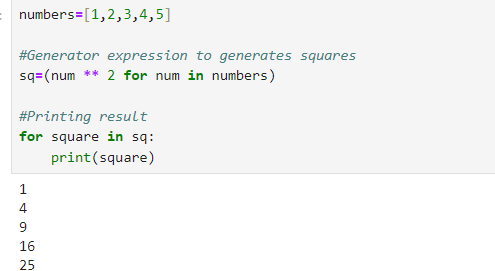 numbers=[1,2,3,4,5]
#Generator expression to generates squares
sq=(num ** 2 for num in numbers)
#Printing result
for square in sq:
    print(square)
1
4
9
16
25